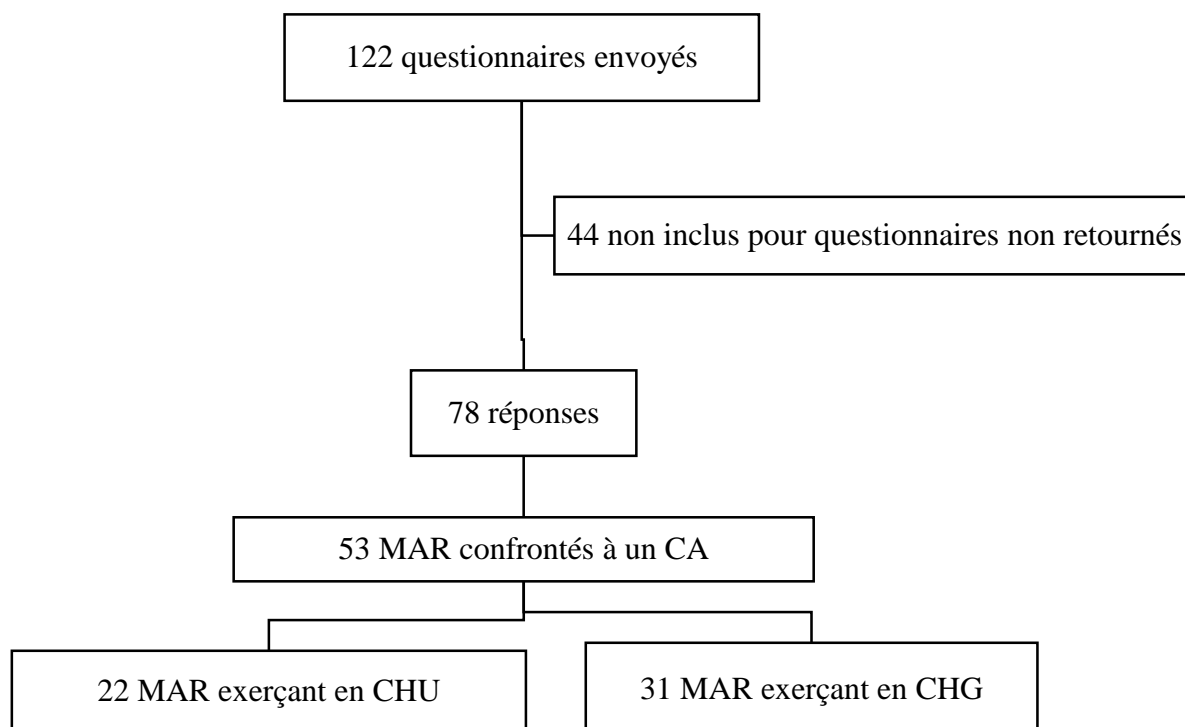 122 questionnaires envoyés
44 non inclus pour questionnaires non retournés
78 réponses
53 MAR confrontés à un CA
22 MAR exerçant en CHU
31 MAR exerçant en CHG